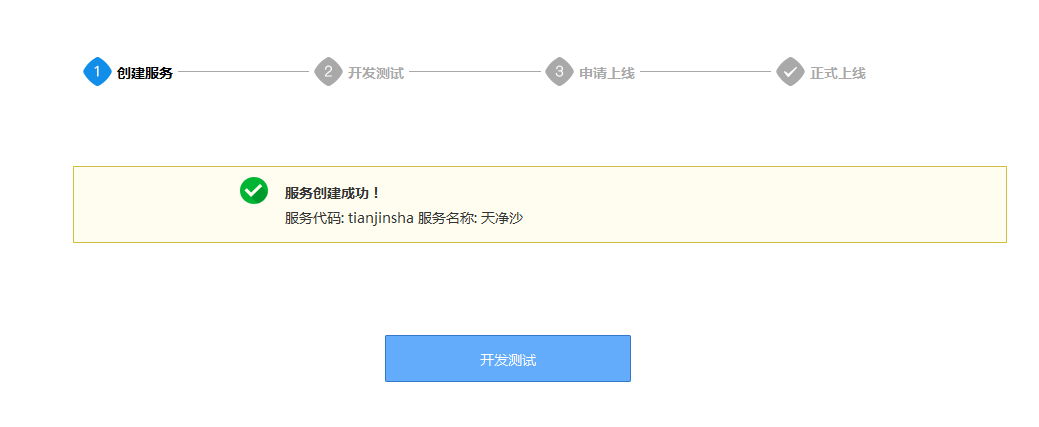 1 创建服务 2 开发测试 3 申请上线 正式上线
服务创建成功！
服务代码: tianjinsha 服务名称: 天净沙
开发测试